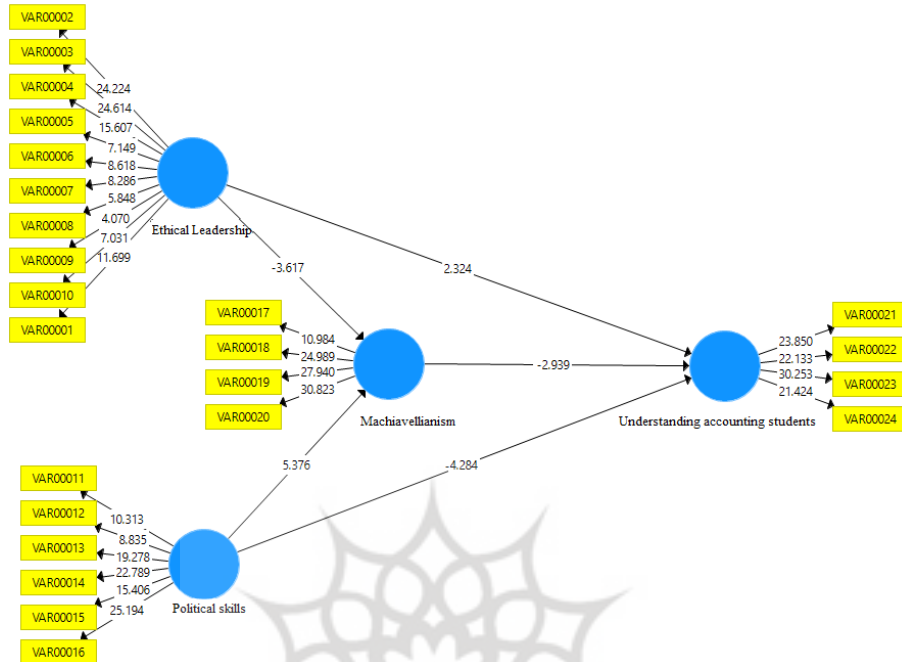 VAR00002
VAR00003
VAR00004
VAR00005
VAR00006
VAR00007
VAR00008
VAR00009
VAR00010
VAR00001
24.224
24.614
15.607
7.149
8.618
8.286
5.848
4.070
7.031
11.699
Ethical Leadership
-3.617
2.324
VAR00017
VAR00018
VAR00019
VAR00020
10.984
24.989
27.940
30.823
Machiavellianism
-2.939
VAR00021
VAR00022
VAR00023
VAR00024
23.850
22.133
30.253
21.424
Understanding accounting students
5.376
-4.284
VAR00011
VAR00012
VAR00013
VAR00014
VAR00015
VAR00016
10.313
8.835
19.278
22.789
15.406
25.194
Political skills